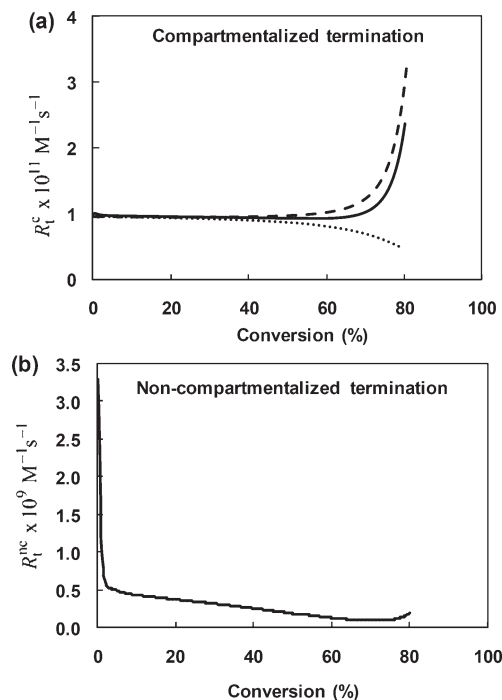 (a)
Compartmentalized termination
R_t^c x 10^11 M^−1s^−1
4
3
2
1
0
0 20 40 60 80 100
Conversion (%)
(b)
Non-compartmentalized termination
R_t^nc x 10^9 M^−1s^−1
3.5
3.0
2.5
2.0
1.5
1.0
0.5
0.0
0 20 40 60 80 100
Conversion (%)